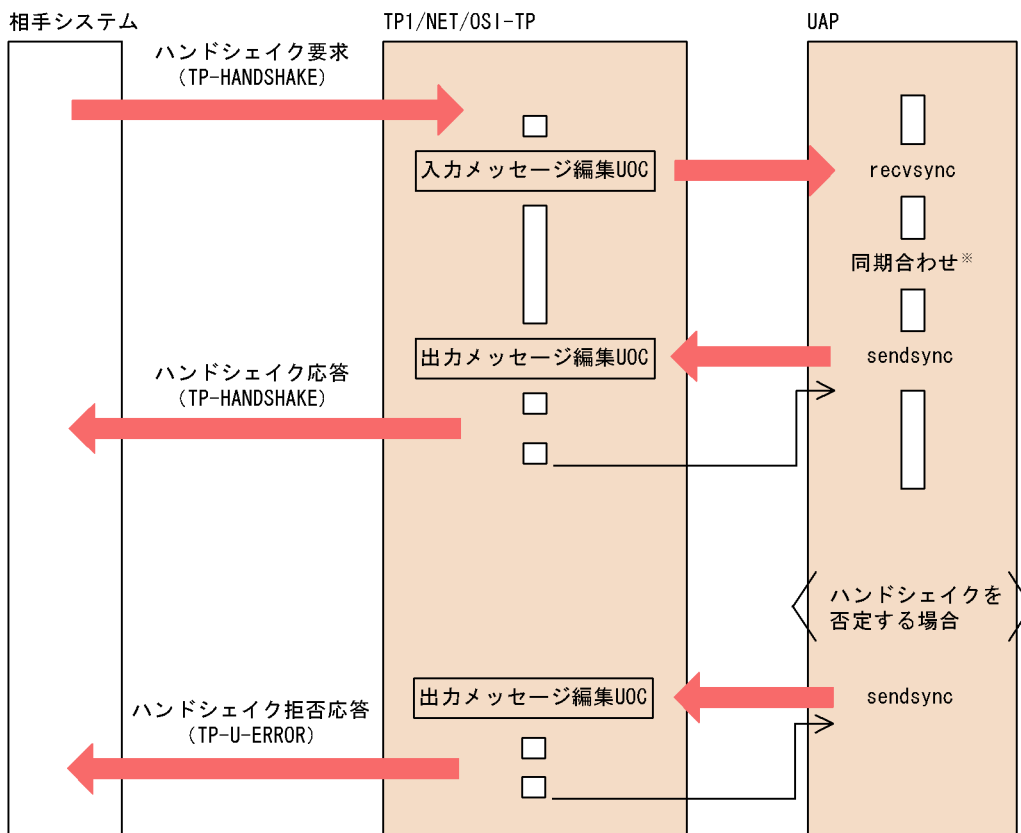 相手システム
TP1/NET/OSI-TP
UAP
ハンドシェイク要求
(TP-HANDSHAKE)
入力メッセージ編集UOC
recvsync
同期合わせ※
出力メッセージ編集UOC
sendsync
ハンドシェイク応答
(TP-HANDSHAKE)
ハンドシェイクを
否定する場合
出力メッセージ編集UOC
sendsync
ハンドシェイク拒否応答
(TP-U-ERROR)